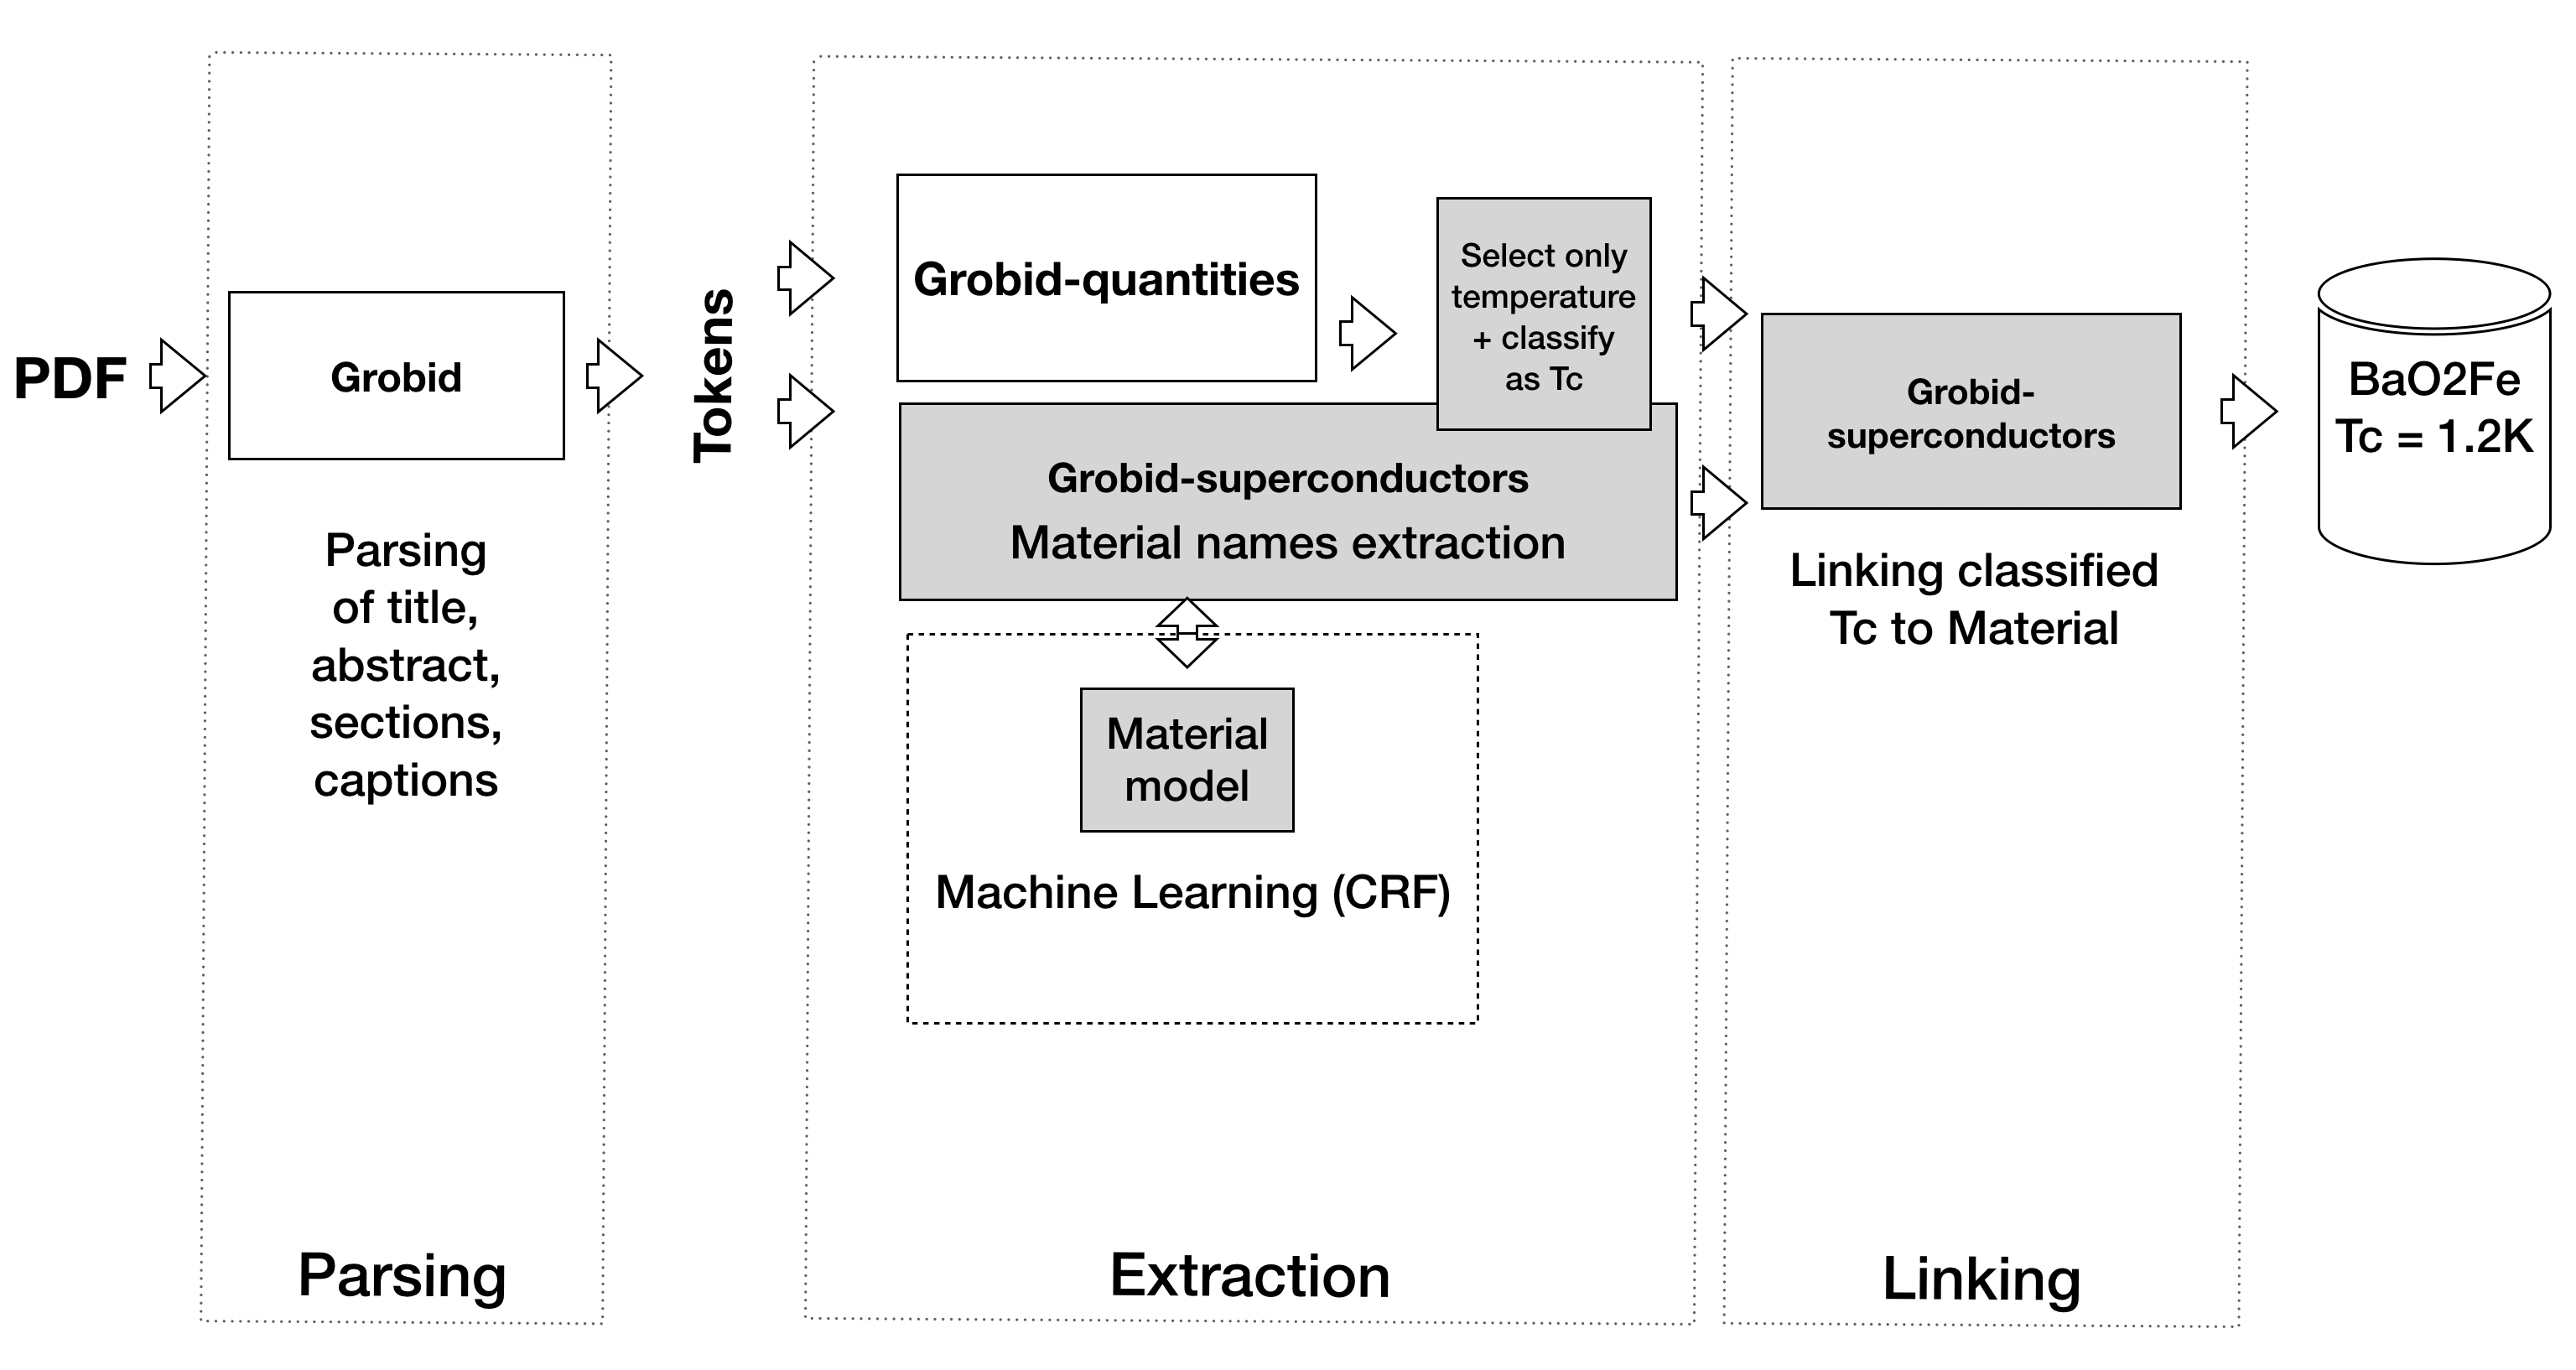 PDF
Grobid
Parsing
of title,
abstract,
sections,
captions
Parsing
Tokens
Grobid-quantities
Select only
temperature
+ classify
as Tc
Grobid-superconductors
Material names extraction
Material
model
Machine Learning (CRF)
Extraction
Grobid-
superconductors
Linking classified
Tc to Material
Linking
BaO2Fe
Tc = 1.2K